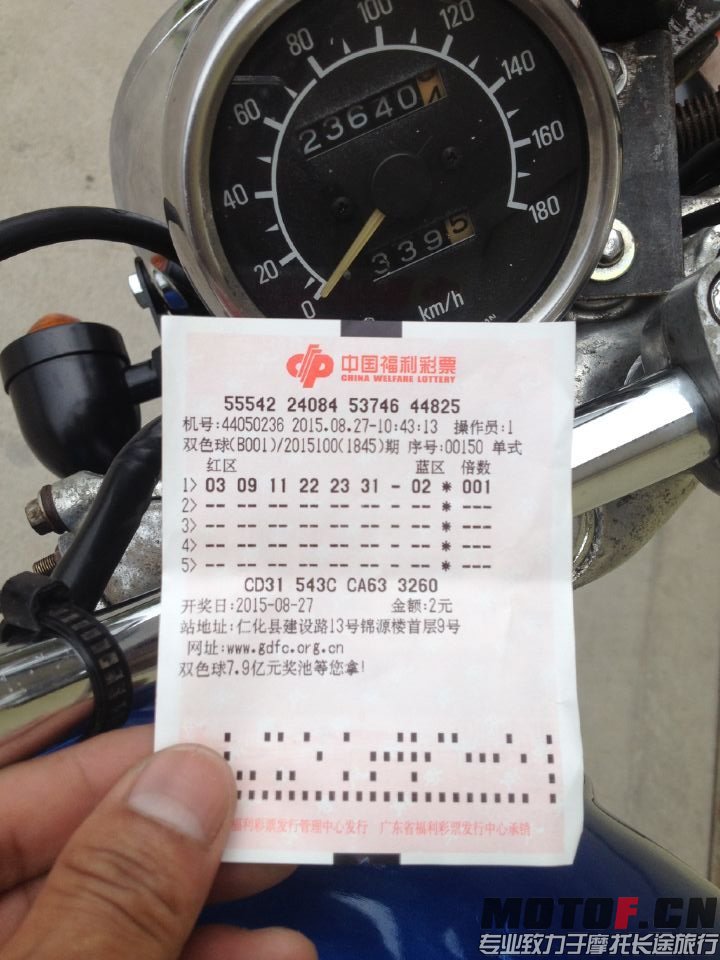 100
80
120
60
140
23640
40
160
20
180
3395
0
km/h
中国福利彩票
CHINA WELFARE LOTTERY
55542 24084 53746 44825
机号:44050236 2015.08.27-10:43:13 操作员:1
双色球(B001)/2015100(1845)期 序号:00150 单式
红区 蓝区 倍数
1> 03 09 11 22 23 31 - 02 * 001
2> -- -- -- -- -- -- - -- * ---
3> -- -- -- -- -- -- - -- * ---
4> -- -- -- -- -- -- - -- * ---
5> -- -- -- -- -- -- - -- * ---
CD31 543C CA63 3260
开奖日:2015-08-27 金额:2元
站地址:仁化县建设路13号锦源楼首层9号
网址:www.gdfc.org.cn
双色球7.9亿元奖池等您拿!
福利彩票发行管理中心发行 广东省福利彩票发行中心承销
MOTOF.CN
专业致力于摩托长途旅行